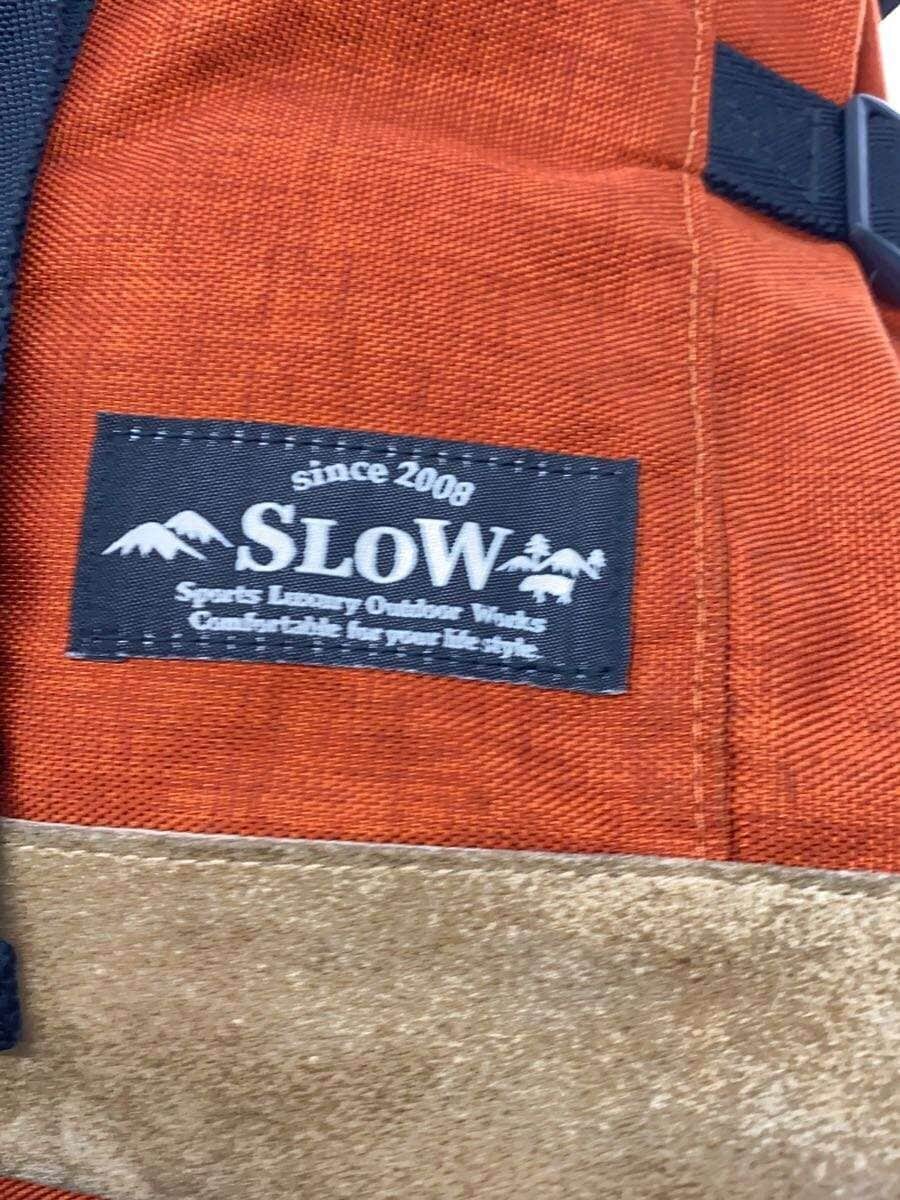 since 2008
SLOW
Sports Luxury Outdoor Works
Comfortable for your life style.